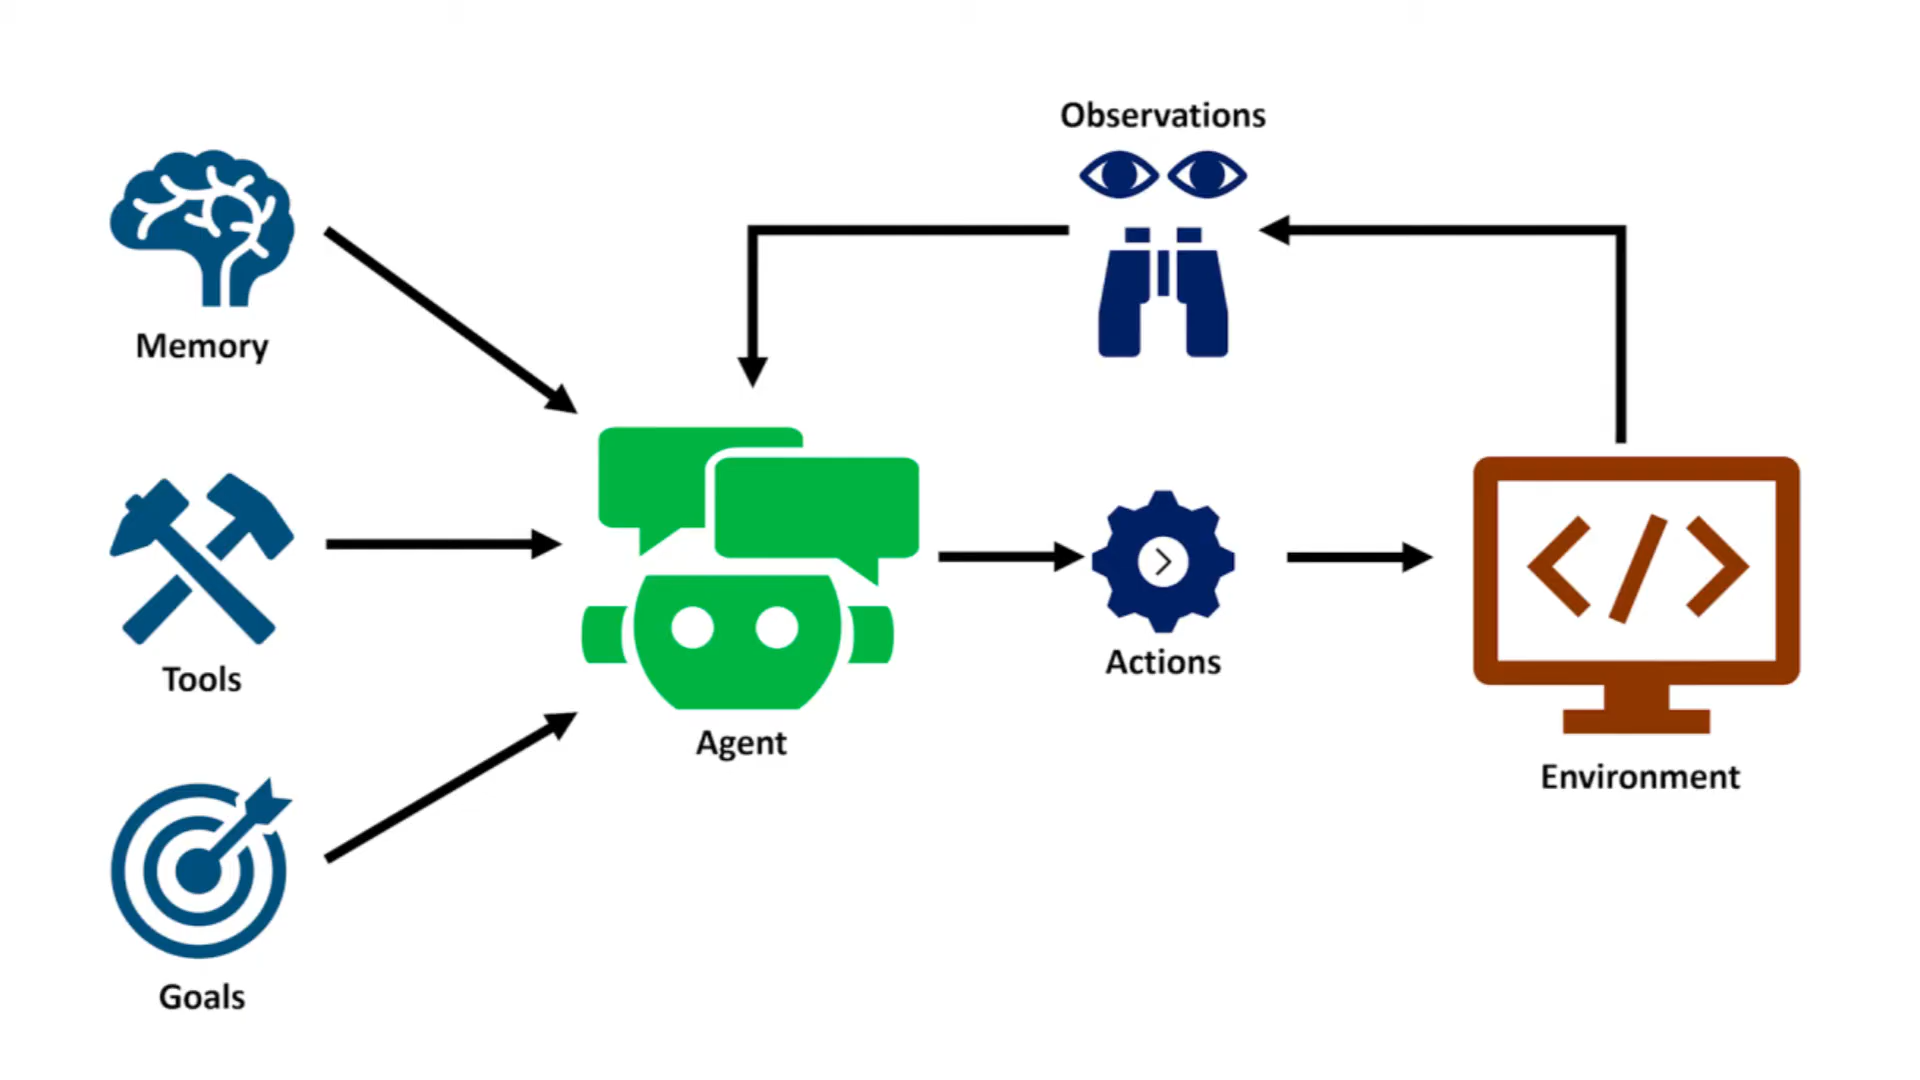 Observations
Memory
Tools
Agent
Actions
Environment
Goals